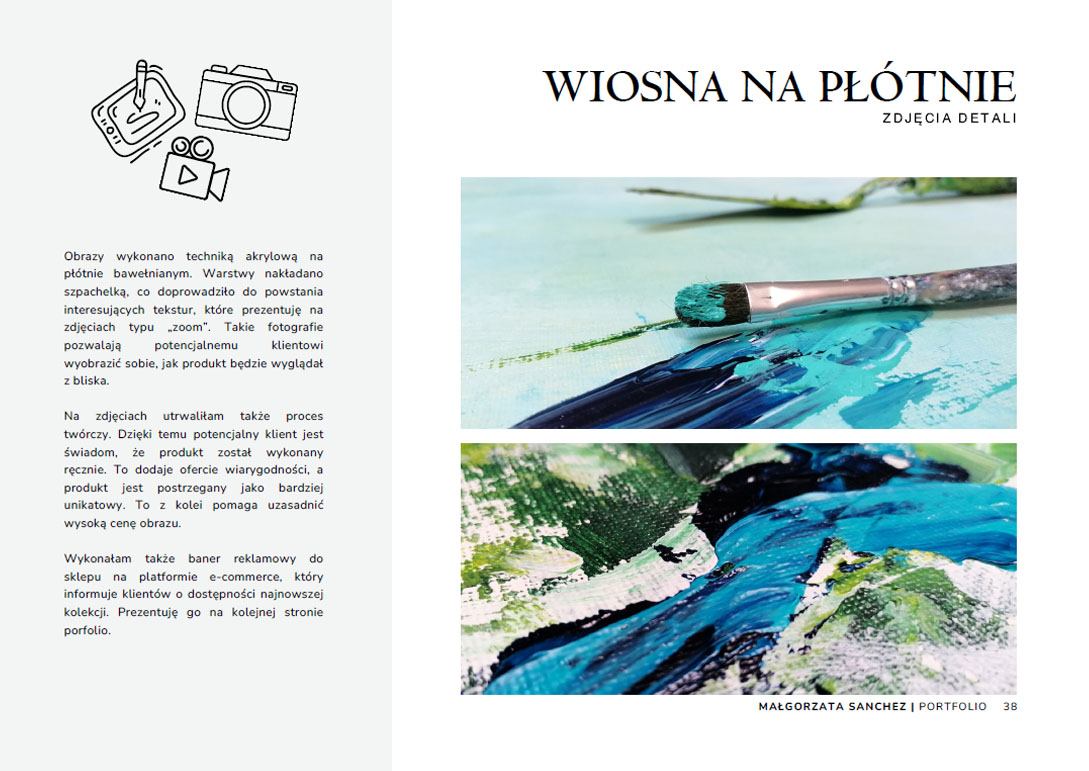 WIOSNA NA PŁÓTNIE
ZDJĘCIA DETALI
Obrazy wykonano techniką akrylową na
płótnie bawełnianym. Warstwy nakładano
szpachelką, co doprowadziło do powstania
interesujących tekstur, które prezentuję na
zdjęciach typu „zoom”. Takie fotografie
pozwalają potencjalnemu klientowi
wyobrazić sobie, jak produkt będzie wyglądał
z bliska.
Na zdjęciach utrwaliłam także proces
twórczy. Dzięki temu potencjalny klient jest
świadom, że produkt został wykonany
ręcznie. To dodaje ofercie wiarygodności, a
produkt jest postrzegany jako bardziej
unikatowy. To z kolei pomaga uzasadnić
wysoką cenę obrazu.
Wykonałam także baner reklamowy do
sklepu na platformie e-commerce, który
informuje klientów o dostępności najnowszej
kolekcji. Prezentuję go na kolejnej stronie
porfolio.
MAŁGORZATA SANCHEZ | PORTFOLIO 38